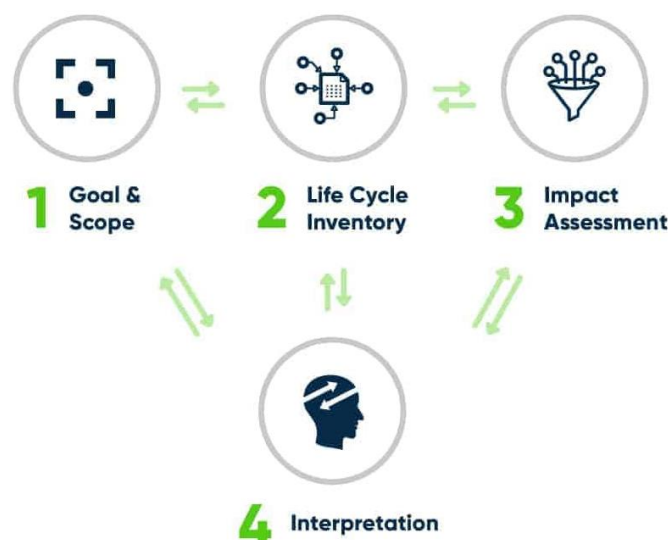 1 Goal &
Scope
2 Life Cycle
Inventory
3 Impact
Assessment
4 Interpretation